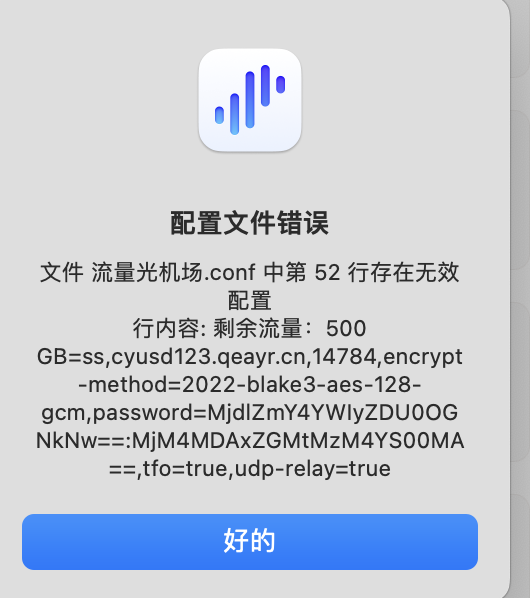 配置文件错误
文件 流量光机场.conf 中第 52 行存在无效
配置
行内容: 剩余流量：500
GB=ss,cyusd123.qeayr.cn,14784,encrypt
-method=2022-blake3-aes-128-
gcm,password=MjdlZmY4YWIyZDU0OG
NkNw==:MjM4MDAxZGMtMzM4YS00MA
==,tfo=true,udp-relay=true
好的